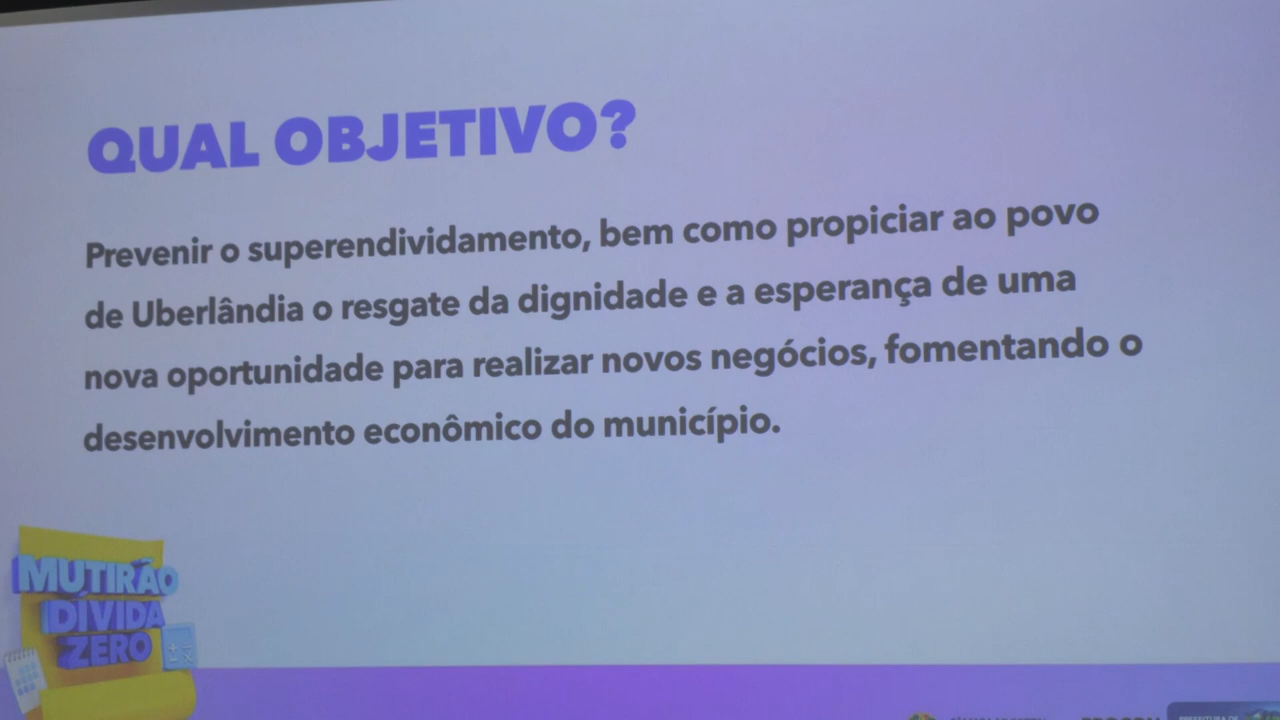 QUAL OBJETIVO?
Prevenir o superendividamento, bem como propiciar ao povo
de Uberlândia o resgate da dignidade e a esperança de uma
nova oportunidade para realizar novos negócios, fomentando o
desenvolvimento econômico do município.
MUTIRÃO
DÍVIDA
ZERO